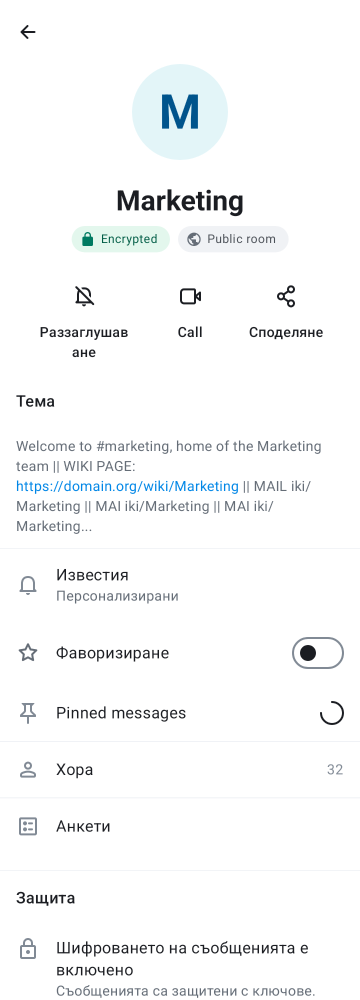 M
Marketing
Encrypted
Public room
Раззаглушав
ане
Call
Споделяне
Тема
Welcome to #marketing, home of the Marketing
team || WIKI PAGE:
https://domain.org/wiki/Marketing || MAIL iki/
Marketing || MAI iki/Marketing || MAI iki/
Marketing...
Известия
Персонализирани
Фаворизиране
Pinned messages
Хора
32
Анкети
Защита
Шифроването на съобщенията е
включено
Съобщенията са защитени с ключове.